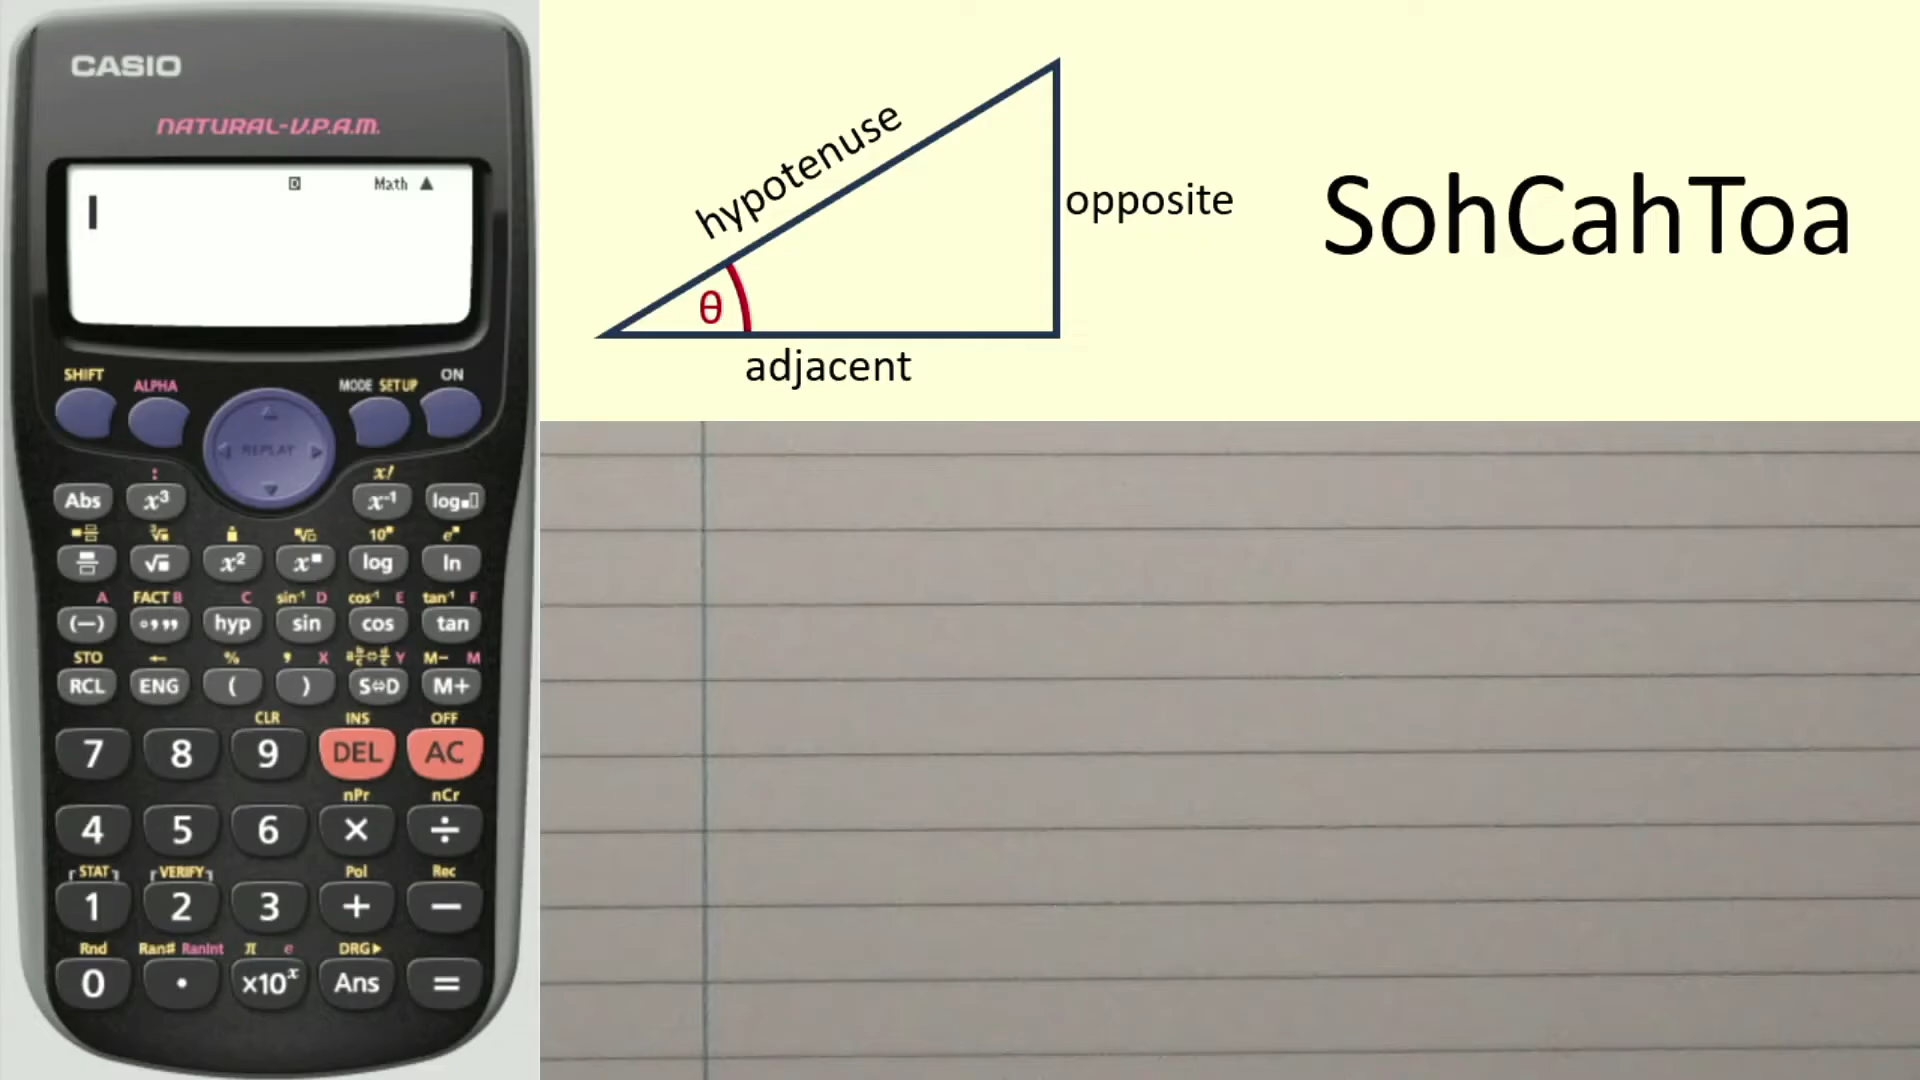 CASIO
NATURAL-V.P.A.M.
D Math ▲
SHIFT ALPHA MODE SETUP ON
REPLAY
: x!
Abs x³ x⁻¹ log
³√ 10 e
√ x² x log ln
A FACT B C sin⁻¹ D cos⁻¹ E tan⁻¹ F
(—) hyp sin cos tan
STO ← % , X Y M− M
RCL ENG ( ) S⇔D M+
CLR INS OFF
7 8 9 DEL AC
nPr nCr
4 5 6 × ÷
STAT VERIFY Pol Rec
1 2 3 + −
Rnd Ran# RanInt π e DRG▶
0 · ×10ˣ Ans =
hypotenuse
opposite
θ
adjacent
SohCahToa